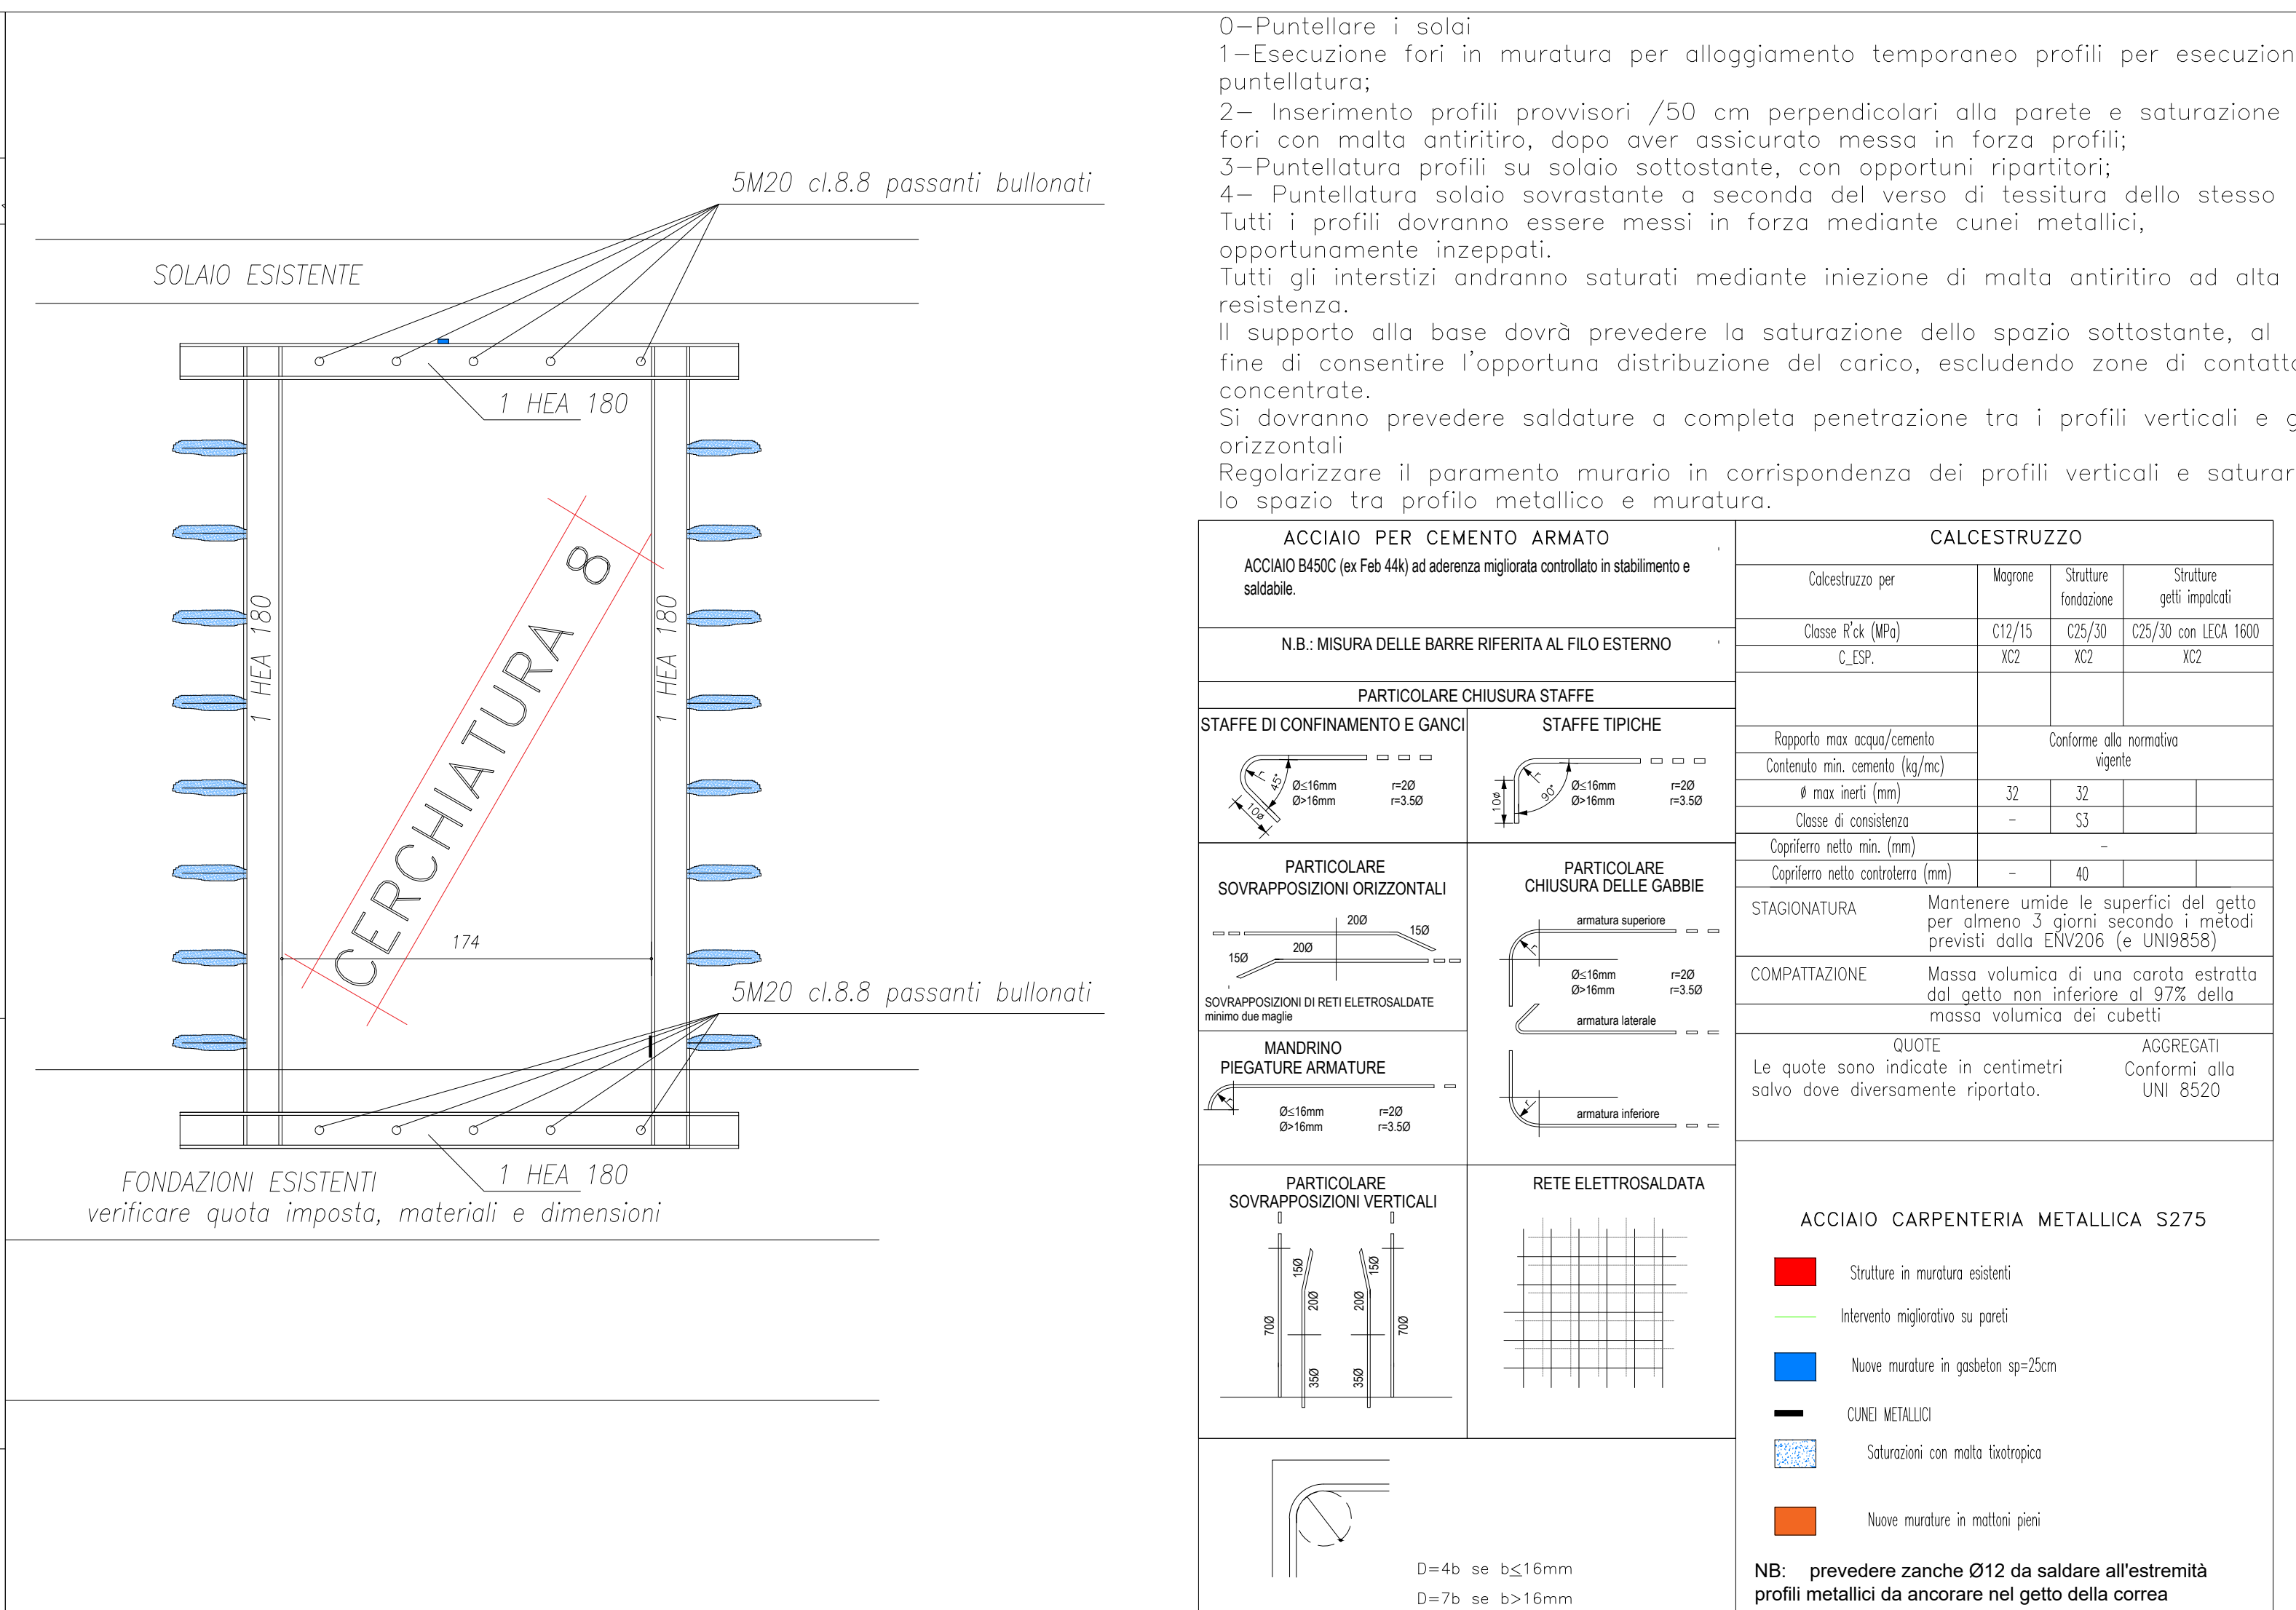 0-Puntellare i solai
1-Esecuzione fori in muratura per alloggiamento temporaneo profili per esecuzion
puntellatura;
2- Inserimento profili provvisori /50 cm perpendicolari alla parete e saturazione
fori con malta antiritiro, dopo aver assicurato messa in forza profili;
3-Puntellatura profili su solaio sottostante, con opportuni ripartitori;
4- Puntellatura solaio sovrastante a seconda del verso di tessitura dello stesso
Tutti i profili dovranno essere messi in forza mediante cunei metallici,
opportunamente inzeppati.
Tutti gli interstizi andranno saturati mediante iniezione di malta antiritiro ad alta
resistenza.
Il supporto alla base dovrà prevedere la saturazione dello spazio sottostante, al
fine di consentire l'opportuna distribuzione del carico, escludendo zone di contatto
concentrate.
Si dovranno prevedere saldature a completa penetrazione tra i profili verticali e g
orizzontali
Regolarizzare il paramento murario in corrispondenza dei profili verticali e saturar
lo spazio tra profilo metallico e muratura.
5M20 cl.8.8 passanti bullonati
SOLAIO ESISTENTE
1 HEA 180
1 HEA 180
1 HEA 180
CERCHIATURA 8
174
5M20 cl.8.8 passanti bullonati
1 HEA 180
FONDAZIONI ESISTENTI
verificare quota imposta, materiali e dimensioni
ACCIAIO PER CEMENTO ARMATO
ACCIAIO B450C (ex Feb 44k) ad aderenza migliorata controllato in stabilimento e
saldabile.
N.B.: MISURA DELLE BARRE RIFERITA AL FILO ESTERNO
PARTICOLARE CHIUSURA STAFFE
STAFFE DI CONFINAMENTO E GANCI
r
45°
10Ø
Ø≤16mm r=2Ø
Ø>16mm r=3.5Ø
STAFFE TIPICHE
r
90°
10Ø
Ø≤16mm r=2Ø
Ø>16mm r=3.5Ø
PARTICOLARE
SOVRAPPOSIZIONI ORIZZONTALI
20Ø
15Ø
20Ø
15Ø
SOVRAPPOSIZIONI DI RETI ELETROSALDATE
minimo due maglie
PARTICOLARE
CHIUSURA DELLE GABBIE
armatura superiore
r
Ø≤16mm r=2Ø
Ø>16mm r=3.5Ø
armatura laterale
r
armatura inferiore
MANDRINO
PIEGATURE ARMATURE
r
Ø≤16mm r=2Ø
Ø>16mm r=3.5Ø
PARTICOLARE
SOVRAPPOSIZIONI VERTICALI
70Ø
15Ø
20Ø
35Ø
15Ø
20Ø
35Ø
70Ø
RETE ELETTROSALDATA
D=4b se b≤16mm
D=7b se b>16mm
CALCESTRUZZO
Calcestruzzo per Magrone Strutture fondazione Strutture getti impalcati
Classe R'ck (MPa) C12/15 C25/30 C25/30 con LECA 1600
C_ESP. XC2 XC2 XC2
Rapporto max acqua/cemento Conforme alla normativa
Contenuto min. cemento (kg/mc) vigente
Ø max inerti (mm) 32 32
Classe di consistenza - S3
Copriferro netto min. (mm) -
Copriferro netto controterra (mm) - 40
STAGIONATURA Mantenere umide le superfici del getto
per almeno 3 giorni secondo i metodi
previsti dalla ENV206 (e UNI9858)
COMPATTAZIONE Massa volumica di una carota estratta
dal getto non inferiore al 97% della
massa volumica dei cubetti
QUOTE
Le quote sono indicate in centimetri
salvo dove diversamente riportato.
AGGREGATI
Conformi alla
UNI 8520
ACCIAIO CARPENTERIA METALLICA S275
Strutture in muratura esistenti
Intervento migliorativo su pareti
Nuove murature in gasbeton sp=25cm
CUNEI METALLICI
Saturazioni con malta tixotropica
Nuove murature in mattoni pieni
NB: prevedere zanche Ø12 da saldare all'estremità
profili metallici da ancorare nel getto della correa